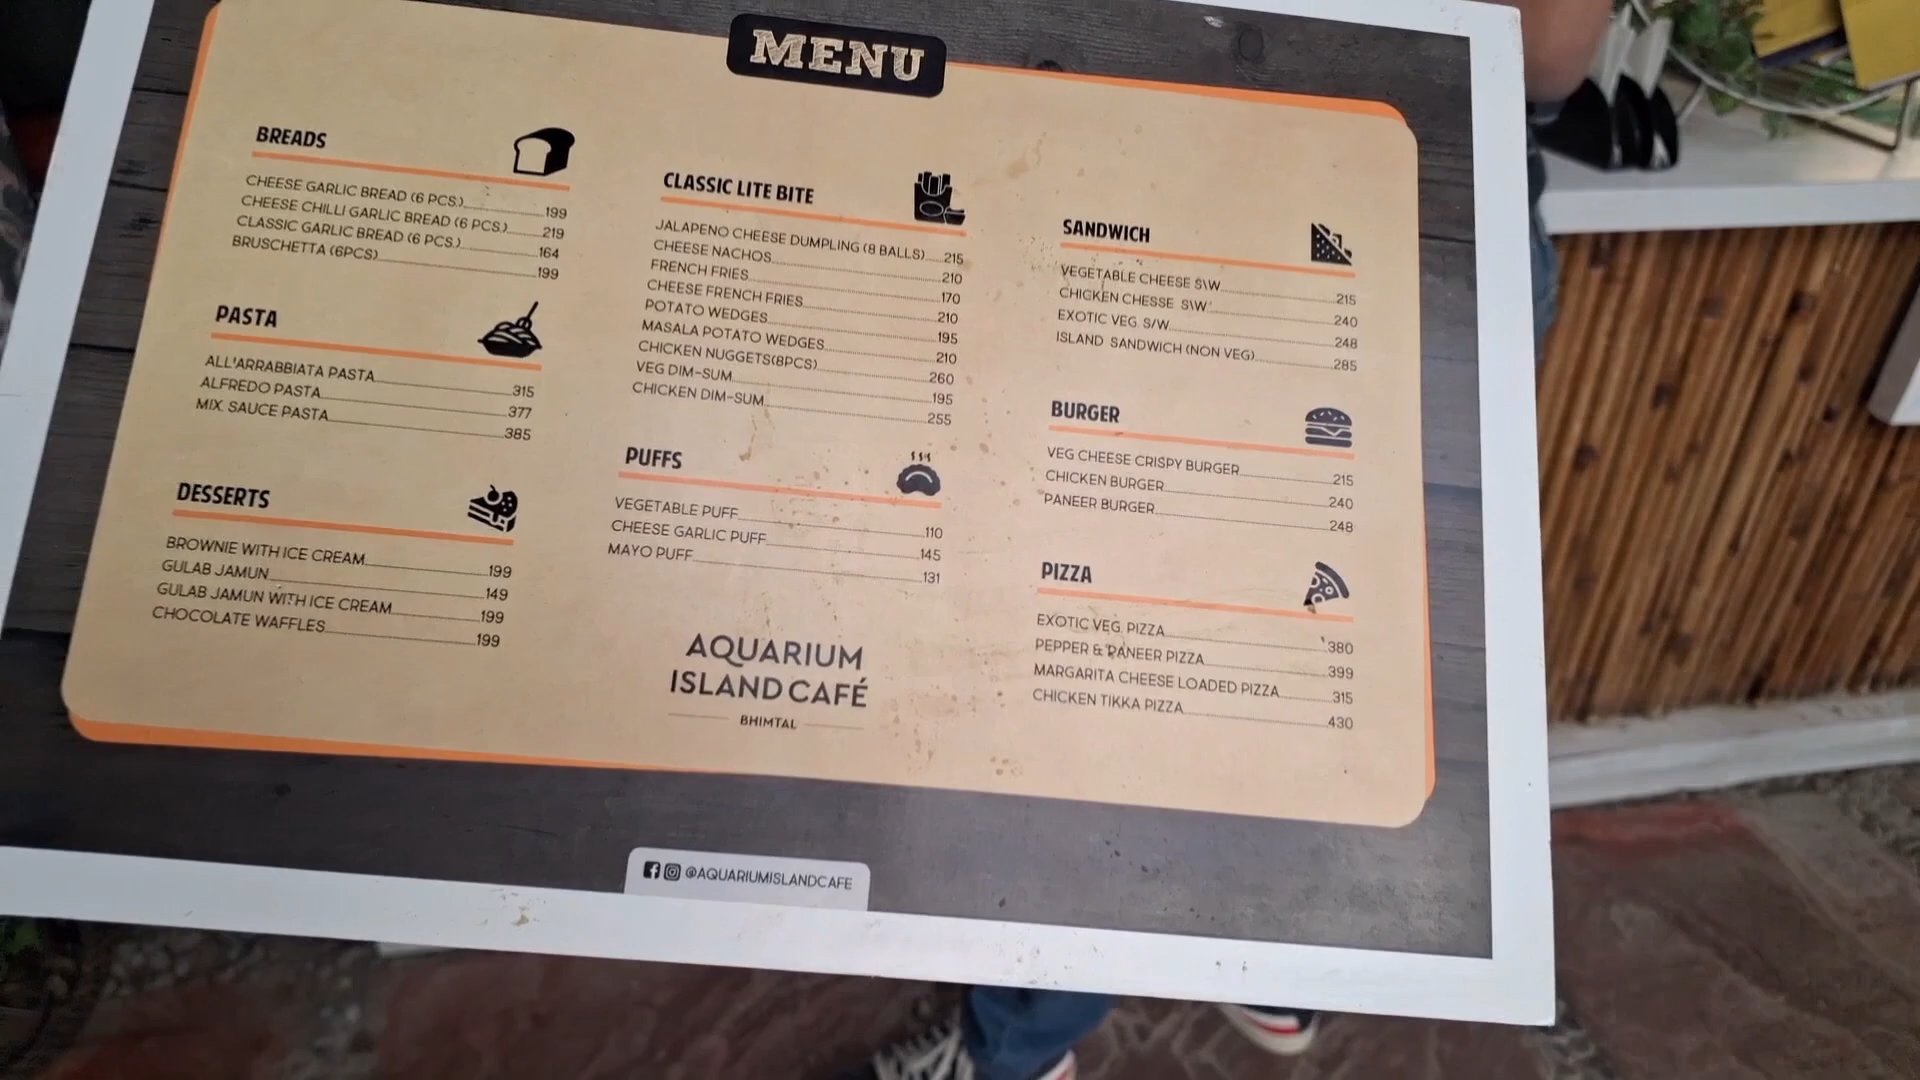 MENU
BREADS
CHEESE GARLIC BREAD (6 PCS.) 199
CHEESE CHILLI GARLIC BREAD (6 PCS.) 219
CLASSIC GARLIC BREAD (6 PCS.) 164
BRUSCHETTA (6PCS) 199
PASTA
ALL'ARRABBIATA PASTA 315
ALFREDO PASTA 377
MIX. SAUCE PASTA 385
DESSERTS
BROWNIE WITH ICE CREAM 199
GULAB JAMUN 149
GULAB JAMUN WITH ICE CREAM 199
CHOCOLATE WAFFLES 199
CLASSIC LITE BITE
JALAPENO CHEESE DUMPLING (8 BALLS) 215
CHEESE NACHOS 210
FRENCH FRIES 170
CHEESE FRENCH FRIES 210
POTATO WEDGES 195
MASALA POTATO WEDGES 210
CHICKEN NUGGETS(8PCS) 260
VEG DIM-SUM 195
CHICKEN DIM-SUM 255
PUFFS
VEGETABLE PUFF 110
CHEESE GARLIC PUFF 145
MAYO PUFF 131
AQUARIUM
ISLAND CAFÉ
BHIMTAL
SANDWICH
VEGETABLE CHEESE S\W 215
CHICKEN CHESSE S\W 240
EXOTIC VEG. S/W 248
ISLAND SANDWICH (NON VEG) 285
BURGER
VEG CHEESE CRISPY BURGER 215
CHICKEN BURGER 240
PANEER BURGER 248
PIZZA
EXOTIC VEG. PIZZA 380
PEPPER & PANEER PIZZA 399
MARGARITA CHEESE LOADED PIZZA 315
CHICKEN TIKKA PIZZA 430
@AQUARIUMISLANDCAFE